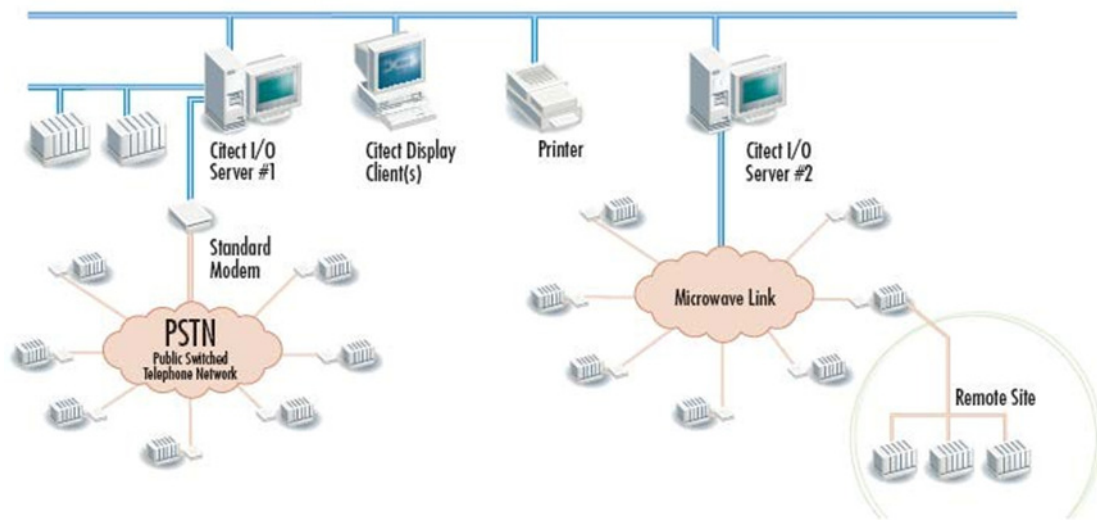 Citect I/O
Server #1
Citect Display
Client(s)
Printer
Citect I/O
Server #2
Standard
Modem
PSTN
Public Switched
Telephone Network
Microwave Link
Remote Site